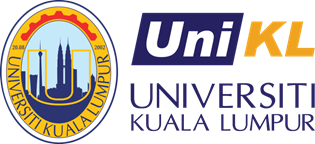 20.08 2002
UNIVERSITI KUALA LUMPUR
UniKL
UNIVERSITI
KUALA LUMPUR